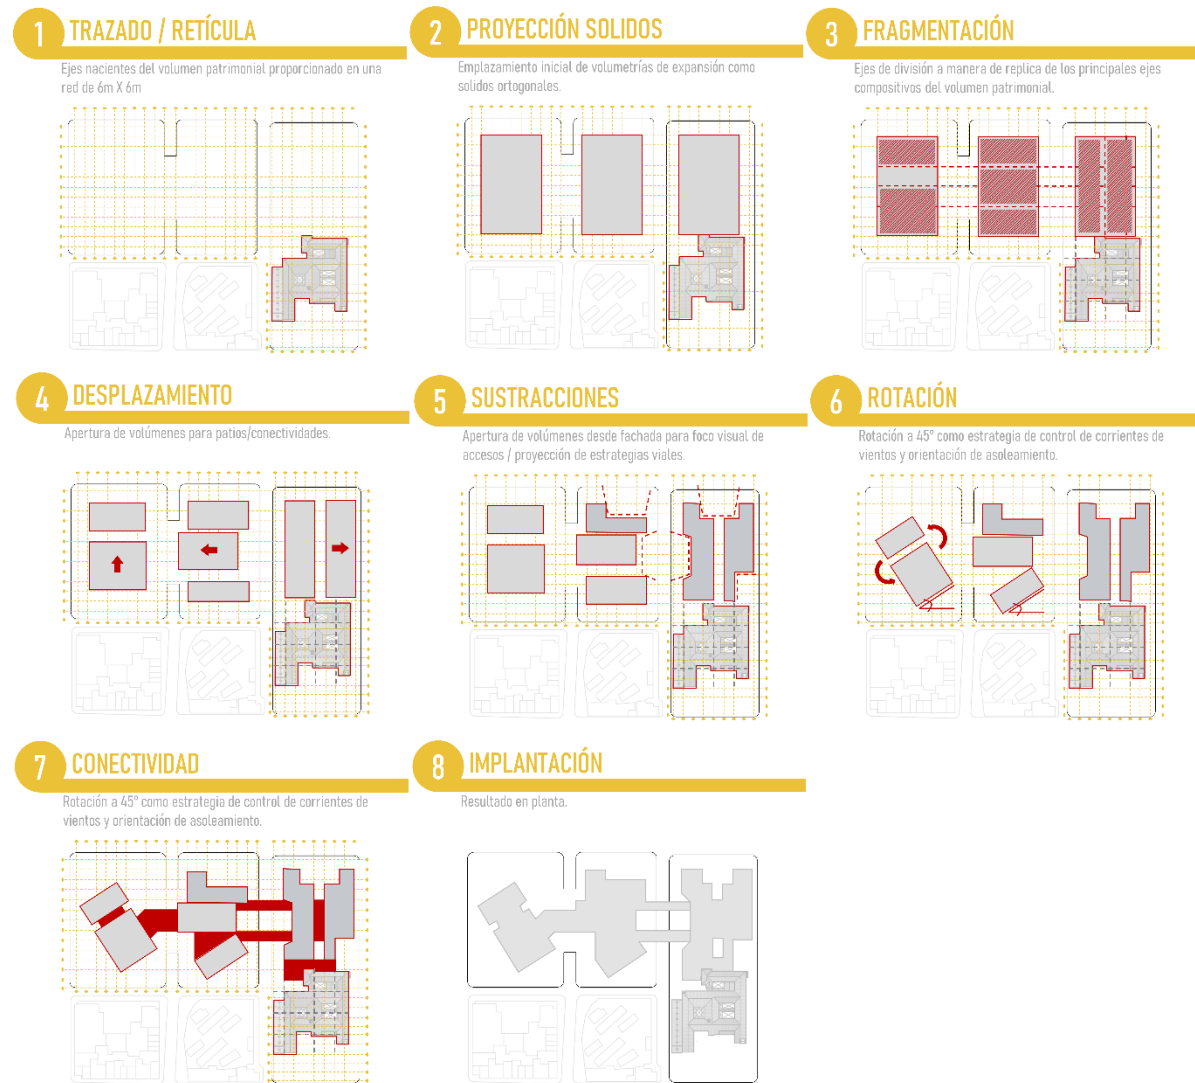 1 TRAZADO / RETÍCULA
Ejes nacientes del volumen patrimonial proporcionado en una
red de 6m X 6m
2 PROYECCIÓN SOLIDOS
Emplazamiento inicial de volumetrías de expansión como
solidos ortogonales.
3 FRAGMENTACIÓN
Ejes de división a manera de replica de los principales ejes
compositivos del volumen patrimonial.
4 DESPLAZAMIENTO
Apertura de volúmenes para patios/conectividades.
5 SUSTRACCIONES
Apertura de volúmenes desde fachada para foco visual de
accesos / proyección de estrategias viales.
6 ROTACIÓN
Rotación a 45° como estrategia de control de corrientes de
vientos y orientación de asoleamiento.
7 CONECTIVIDAD
Rotación a 45° como estrategia de control de corrientes de
vientos y orientación de asoleamiento.
8 IMPLANTACIÓN
Resultado en planta.